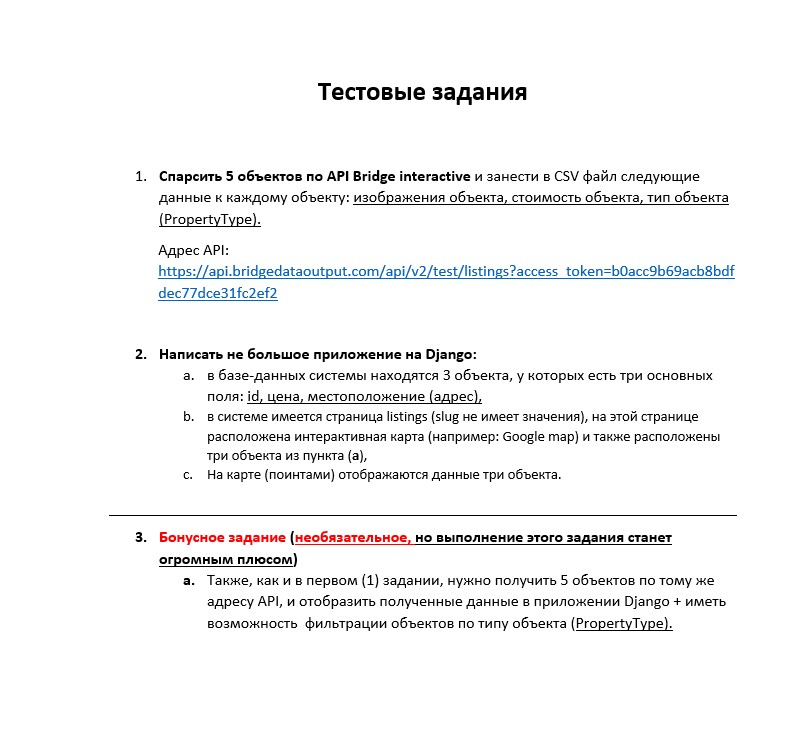 Тестовые задания
1. Спарсить 5 объектов по API Bridge interactive и занести в CSV файл следующие
данные к каждому объекту: изображения объекта, стоимость объекта, тип объекта
(PropertyType).
Адрес API:
https://api.bridgedataoutput.com/api/v2/test/listings?access_token=b0acc9b69acb8bdf
dec77dce31fc2ef2
2. Написать не большое приложение на Django:
a. в базе-данных системы находятся 3 объекта, у которых есть три основных
поля: id, цена, местоположение (адрес),
b. в системе имеется страница listings (slug не имеет значения), на этой странице
расположена интерактивная карта (например: Google map) и также расположены
три объекта из пункта (a),
c. На карте (поинтами) отображаются данные три объекта.
3. Бонусное задание (необязательное, но выполнение этого задания станет
огромным плюсом)
a. Также, как и в первом (1) задании, нужно получить 5 объектов по тому же
адресу API, и отобразить полученные данные в приложении Django + иметь
возможность фильтрации объектов по типу объекта (PropertyType).